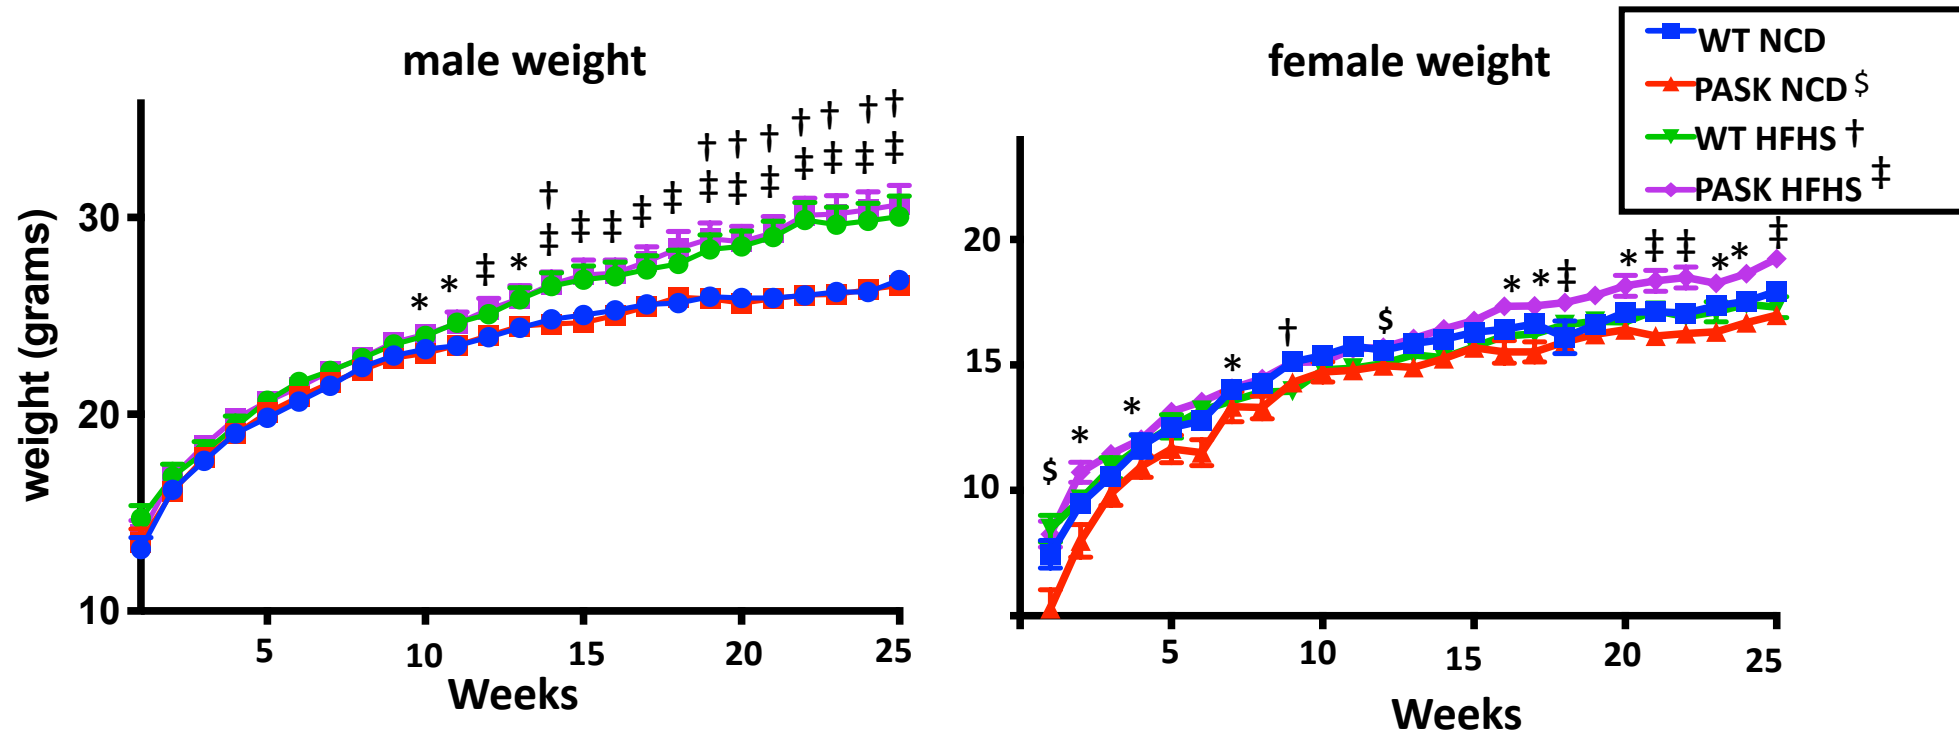 male weight
female weight
WT NCD
PASK NCD $
WT HFHS †
PASK HFHS ‡
weight (grams)
30
20
10
* * ‡ * † ‡ ‡ ‡ ‡ ‡ † ‡ † ‡ † ‡ † ‡ † ‡ † ‡ † ‡
5 10 15 20 25
Weeks
20
15
10
$ * * * † $ * * ‡ * ‡ ‡ * * ‡
5 10 15 20 25
Weeks